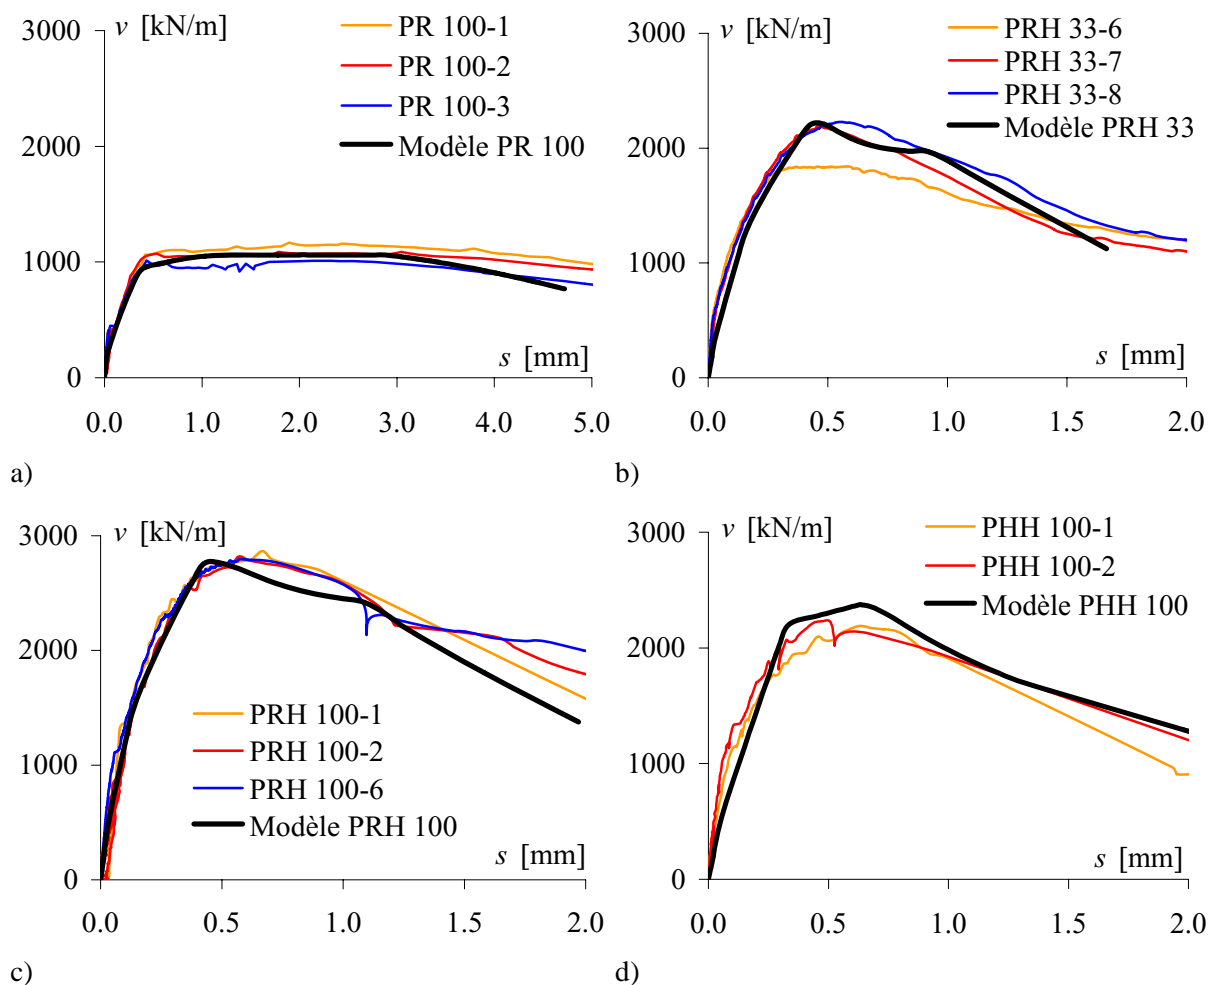 v [kN/m]
3000
2000
1000
0
PR 100-1
PR 100-2
PR 100-3
Modèle PR 100
s [mm]
0.0 1.0 2.0 3.0 4.0 5.0
a)
v [kN/m]
3000
2000
1000
0
PRH 33-6
PRH 33-7
PRH 33-8
Modèle PRH 33
s [mm]
0.0 0.5 1.0 1.5 2.0
b)
v [kN/m]
3000
2000
1000
0
PRH 100-1
PRH 100-2
PRH 100-6
Modèle PRH 100
s [mm]
0.0 0.5 1.0 1.5 2.0
c)
v [kN/m]
3000
2000
1000
0
PHH 100-1
PHH 100-2
Modèle PHH 100
s [mm]
0.0 0.5 1.0 1.5 2.0
d)